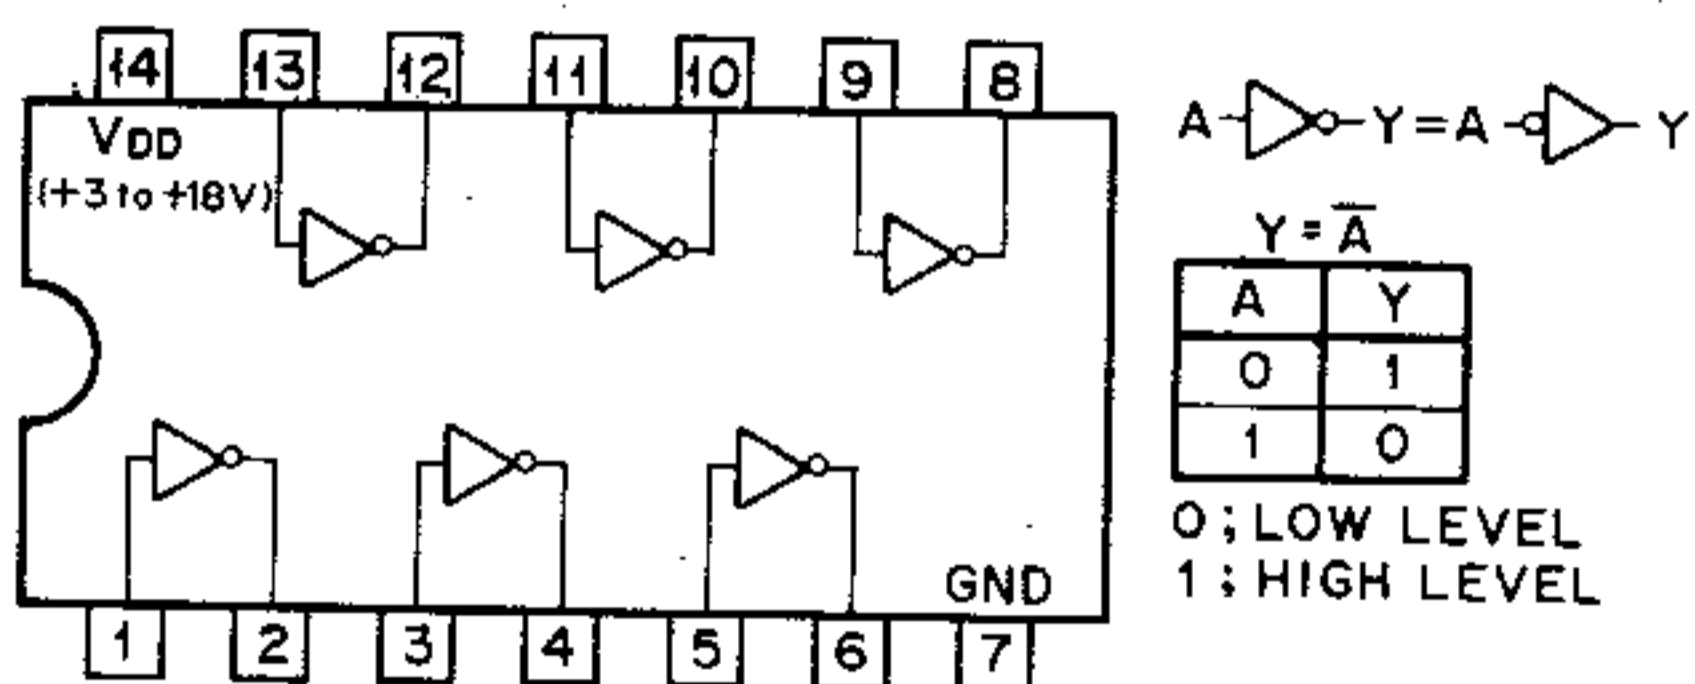 14 13 12 11 10 9 8
VDD
(+3 to +18V)
GND
1 2 3 4 5 6 7
A Y = A Y
Y = A̅
A Y
0 1
1 0
0 ; LOW LEVEL
1 ; HIGH LEVEL